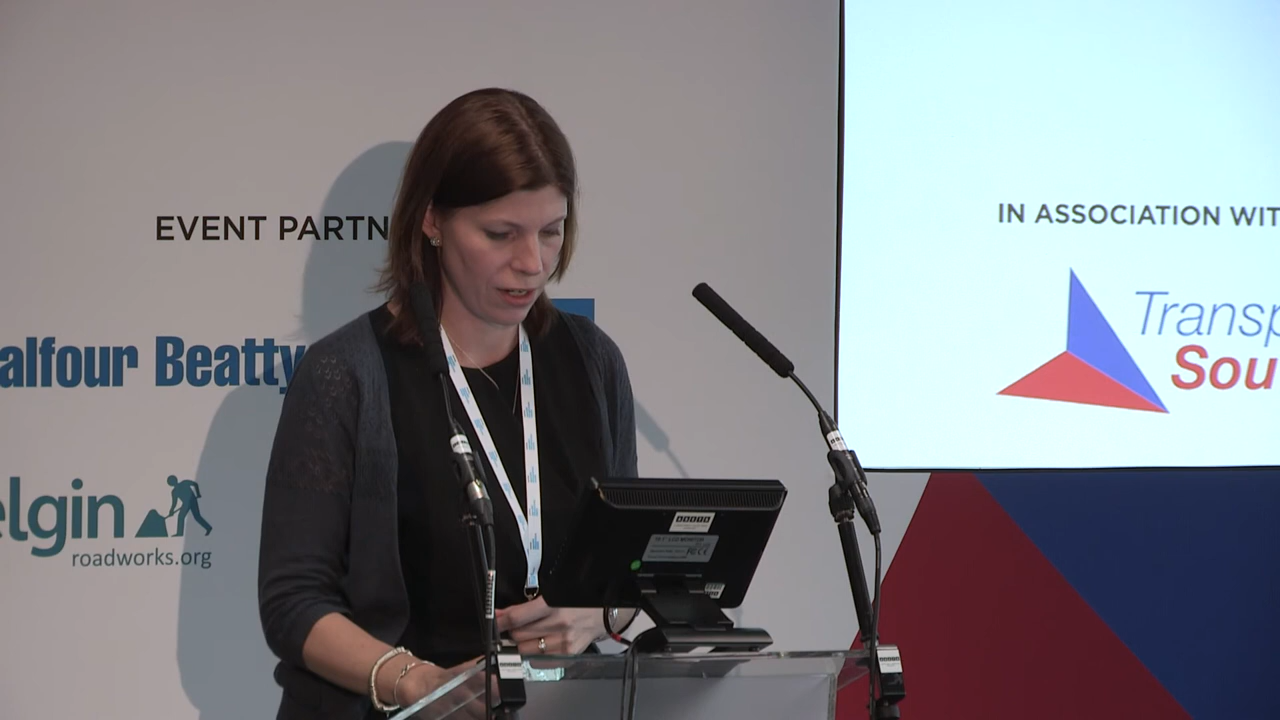 EVENT PARTN
alfour Beatty
elgin
roadworks.org
IN ASSOCIATION WIT
Transp
Sou